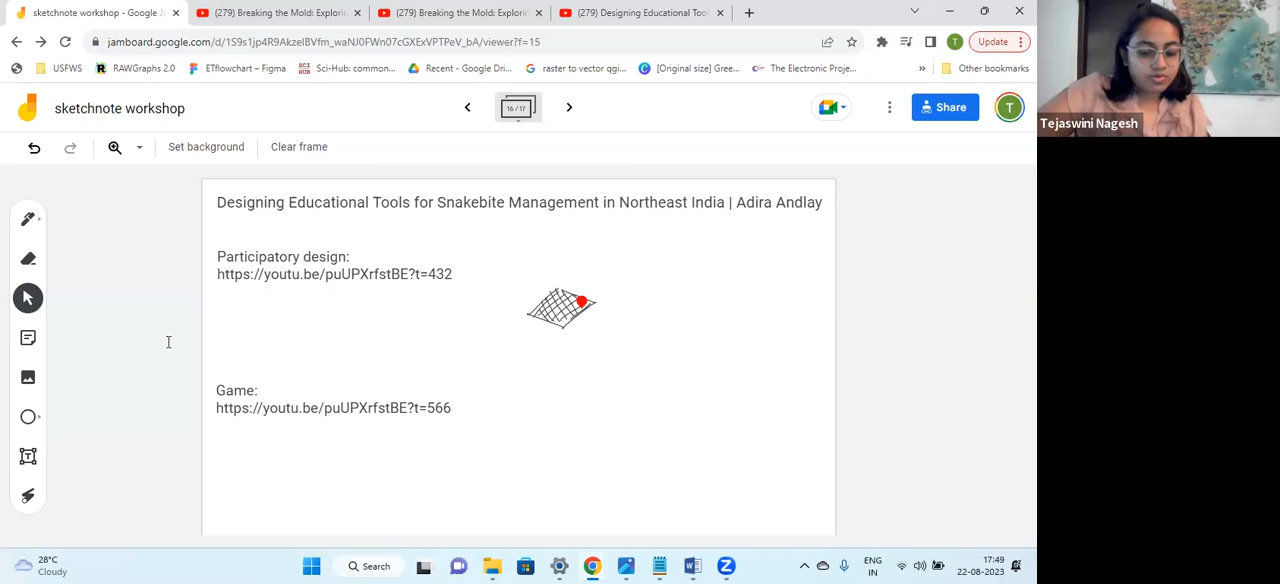 sketchnote workshop - Google Ja
(279) Breaking the Mold: Explorin
(279) Breaking the Mold: Explorin
(279) Designing Educational Tool
jamboard.google.com/d/1S9s1jp4R9AkzeIBVfm_waNJ0FWn07cGXExVPTPeV_bA/viewer?f=15
T
Update
USFWS
RAWGraphs 2.0
ETflowchart – Figma
Sci-Hub: common...
Recent - Google Dri...
raster to vector qgi...
[Original size] Gree...
The Electronic Proje...
»
Other bookmarks
sketchnote workshop
16 / 17
Share
T
Set background
Clear frame
Designing Educational Tools for Snakebite Management in Northeast India | Adira Andlay
Participatory design:
https://youtu.be/puUPXrfstBE?t=432
Game:
https://youtu.be/puUPXrfstBE?t=566
Tejaswini Nagesh
28°C
Cloudy
Search
ENG
IN
17:49
22-08-2023